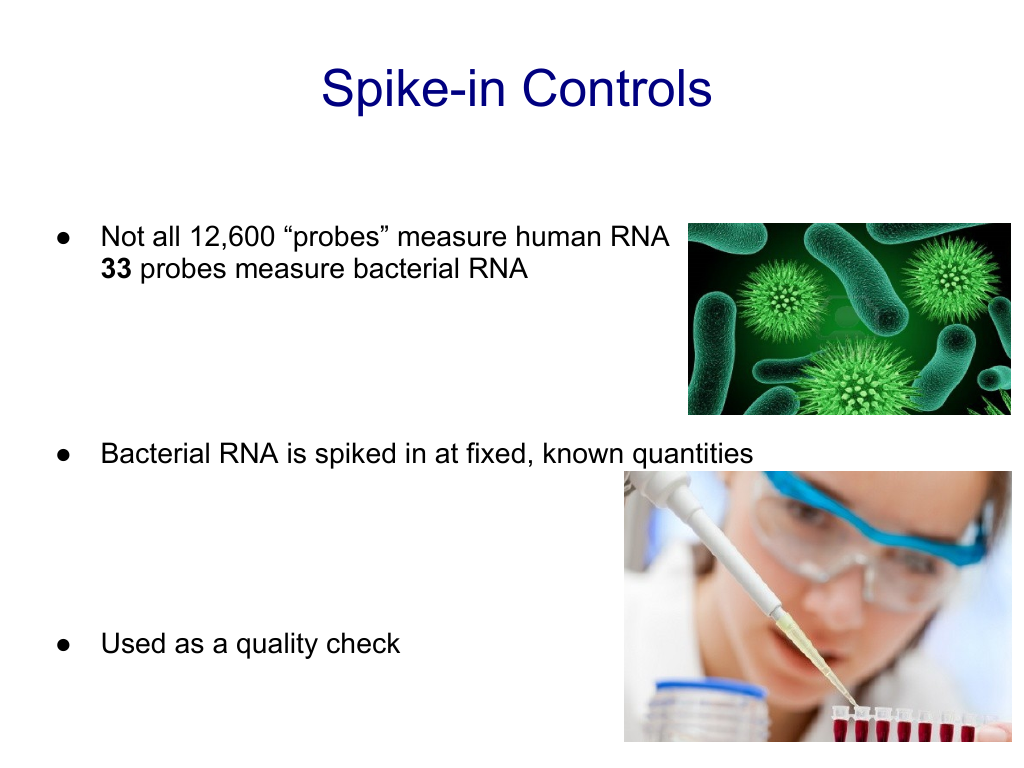 Spike-in Controls
● Not all 12,600 “probes” measure human RNA
33 probes measure bacterial RNA
● Bacterial RNA is spiked in at fixed, known quantities
● Used as a quality check